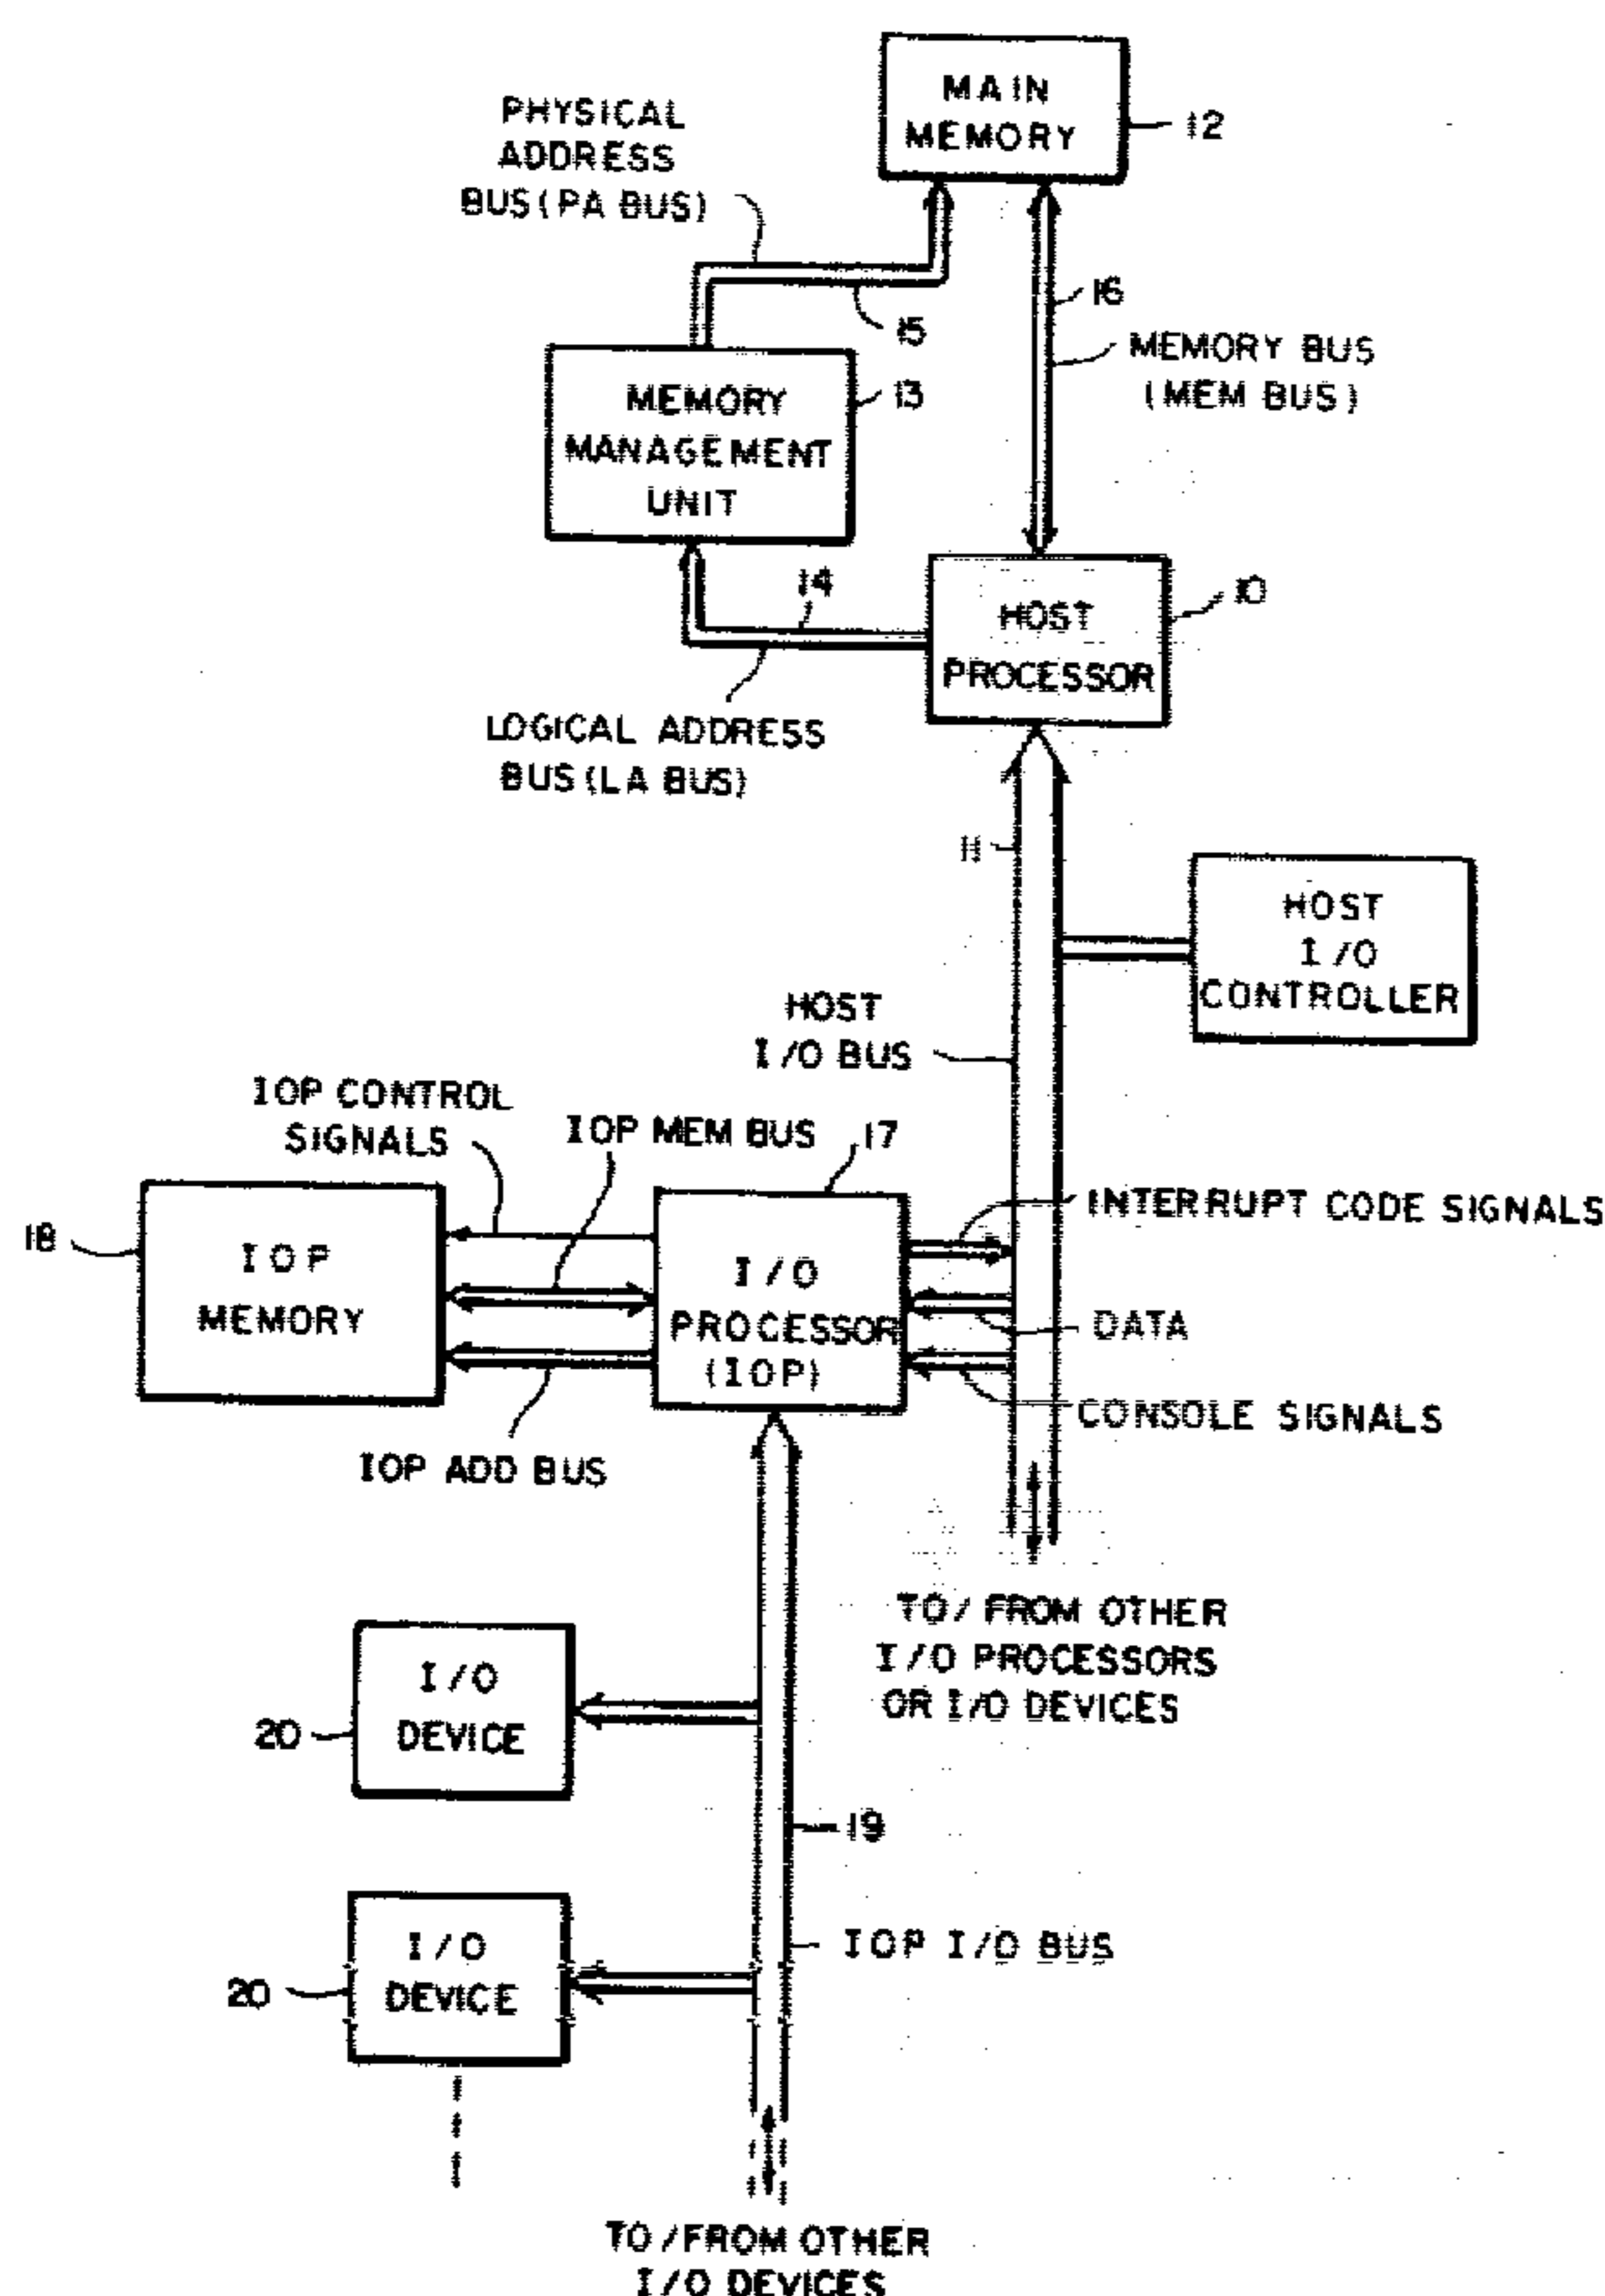 MAIN
MEMORY
12
PHYSICAL
ADDRESS
BUS(PA BUS)
15
16
MEMORY BUS
(MEM BUS)
MEMORY
MANAGEMENT
UNIT
13
14
HOST
PROCESSOR
10
LOGICAL ADDRESS
BUS(LA BUS)
11
HOST
I/O
CONTROLLER
HOST
I/O BUS
IOP CONTROL
SIGNALS
IOP MEM BUS
17
INTERRUPT CODE SIGNALS
18
IOP
MEMORY
I/O
PROCESSOR
(IOP)
DATA
CONSOLE SIGNALS
IOP ADD BUS
TO/FROM OTHER
I/O PROCESSORS
OR I/O DEVICES
I/O
DEVICE
20
19
I/O
DEVICE
20
IOP I/O BUS
TO/FROM OTHER
I/O DEVICES